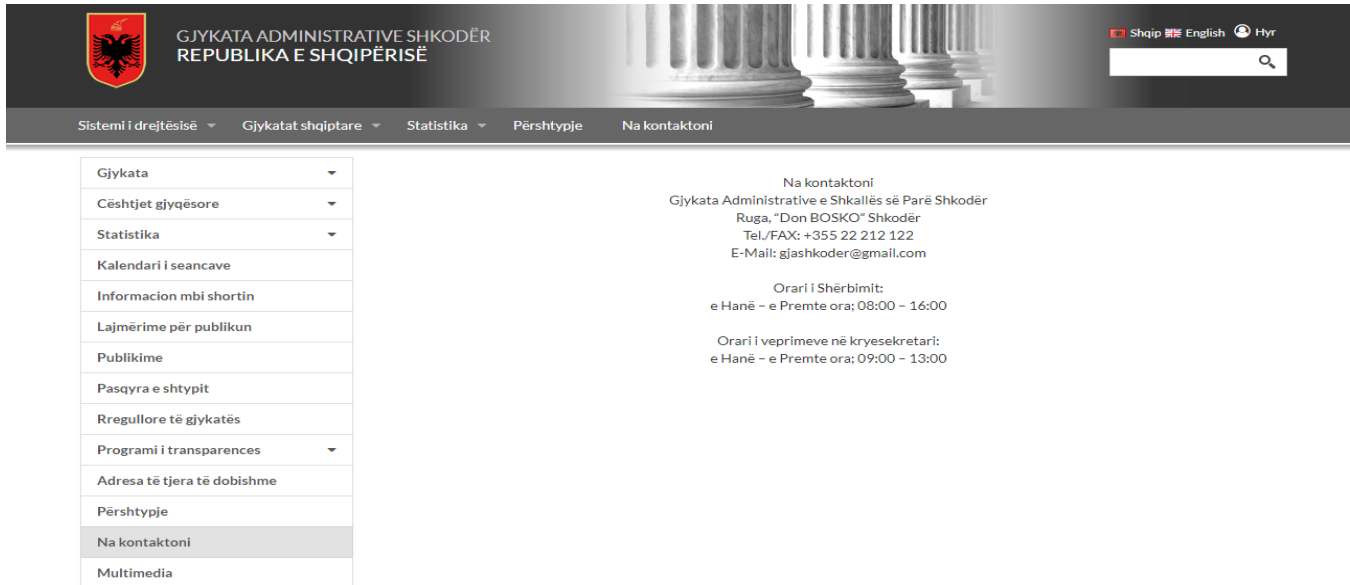 GJYKATA ADMINISTRATIVE SHKODËR
REPUBLIKA E SHQIPËRISË
Shqip English Hyr
Sistemi i drejtësisë
Gjykatat shqiptare
Statistika
Përshtypje
Na kontaktoni
Gjykata
Cështjet gjyqësore
Statistika
Kalendari i seancave
Informacion mbi shortin
Lajmërime për publikun
Publikime
Pasqyra e shtypit
Rregullore të gjykatës
Programi i transparences
Adresa të tjera të dobishme
Përshtypje
Na kontaktoni
Multimedia
Na kontaktoni
Gjykata Administrative e Shkallës së Parë Shkodër
Ruga, “Don BOSKO” Shkodër
Tel./FAX: +355 22 212 122
E-Mail: gjashkoder@gmail.com
Orari i Shërbimit:
e Hanë – e Premte ora; 08:00 – 16:00
Orari i veprimeve në kryesekretari:
e Hanë – e Premte ora; 09:00 – 13:00